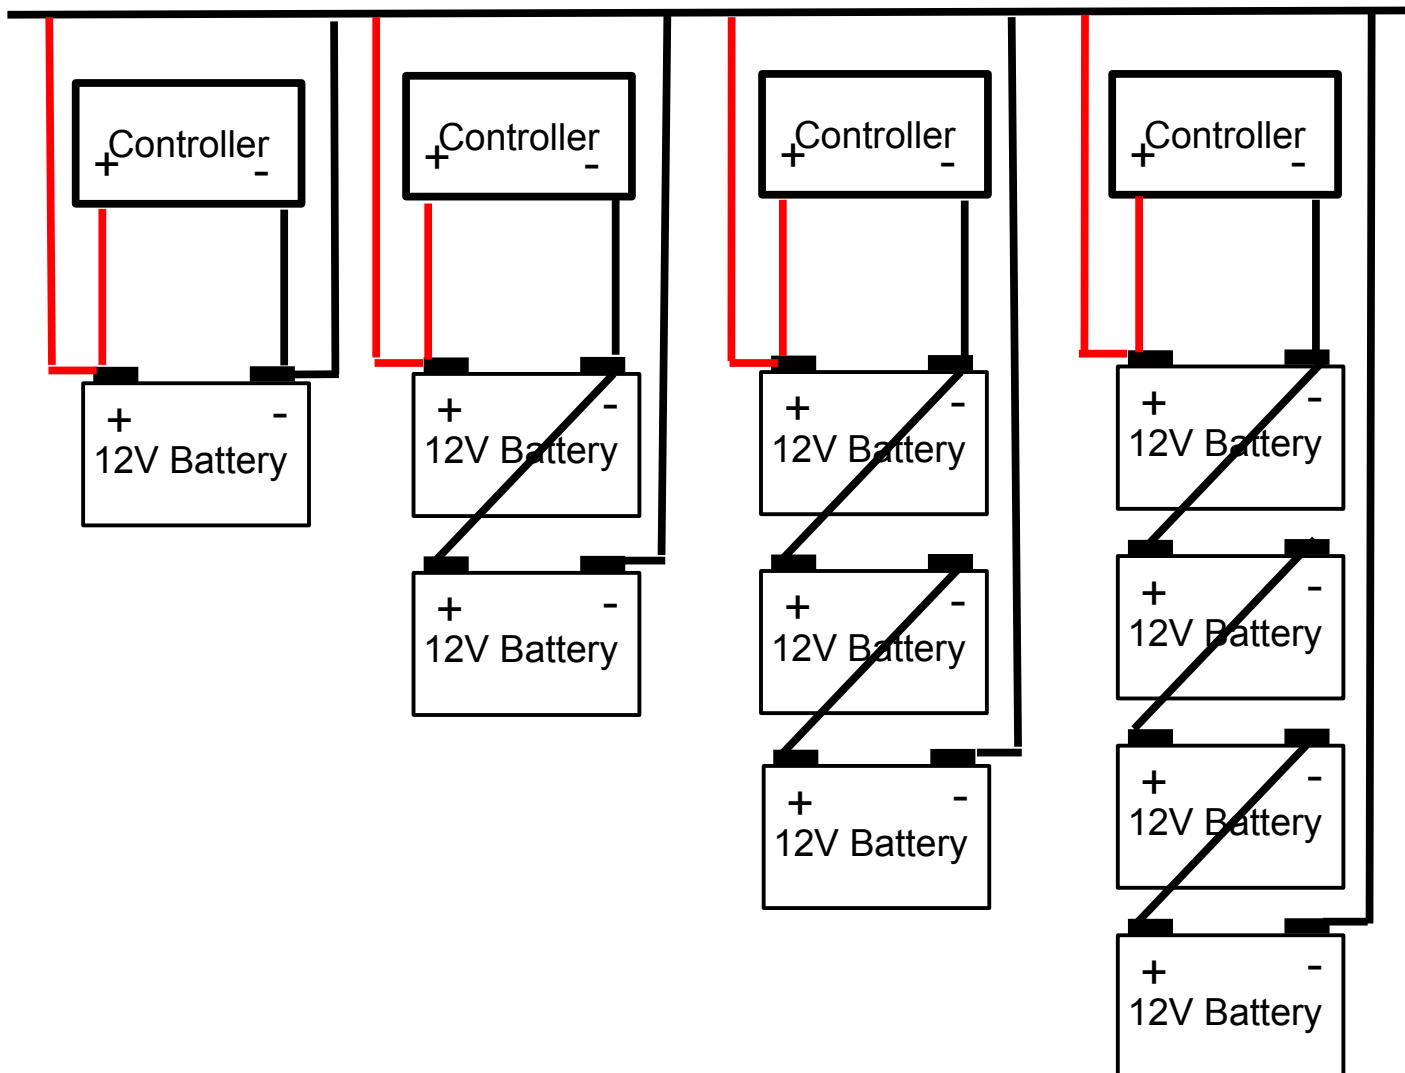 Controller
+ -
Controller
+ -
Controller
+ -
Controller
+ -
+ -
12V Battery
+ -
12V Battery
+ -
12V Battery
+ -
12V Battery
+ -
12V Battery
+ -
12V Battery
+ -
12V Battery
+ -
12V Battery
+ -
12V Battery
+ -
12V Battery